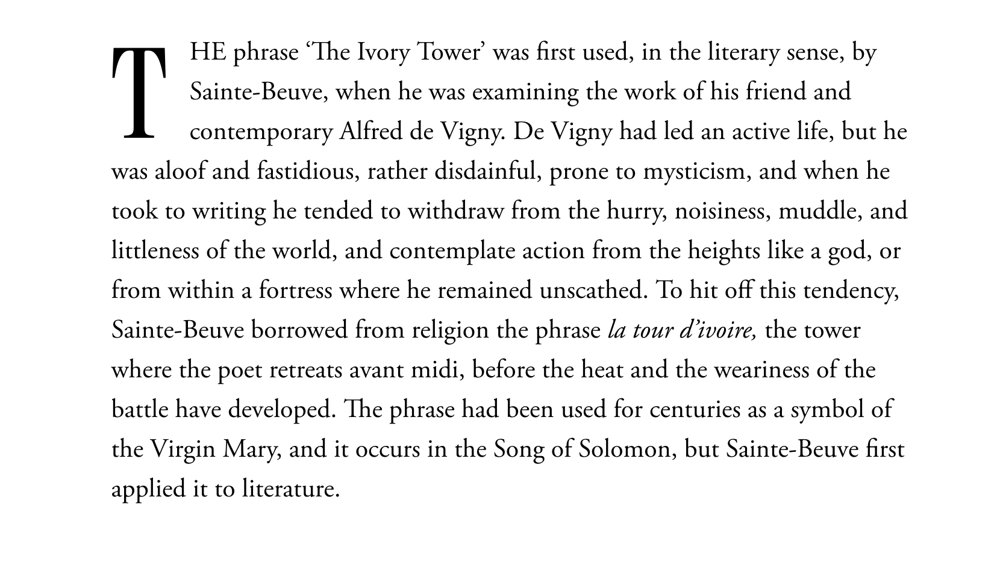 THE phrase ‘The Ivory Tower’ was first used, in the literary sense, by
Sainte-Beuve, when he was examining the work of his friend and
contemporary Alfred de Vigny. De Vigny had led an active life, but he
was aloof and fastidious, rather disdainful, prone to mysticism, and when he
took to writing he tended to withdraw from the hurry, noisiness, muddle, and
littleness of the world, and contemplate action from the heights like a god, or
from within a fortress where he remained unscathed. To hit off this tendency,
Sainte-Beuve borrowed from religion the phrase la tour d’ivoire, the tower
where the poet retreats avant midi, before the heat and the weariness of the
battle have developed. The phrase had been used for centuries as a symbol of
the Virgin Mary, and it occurs in the Song of Solomon, but Sainte-Beuve first
applied it to literature.